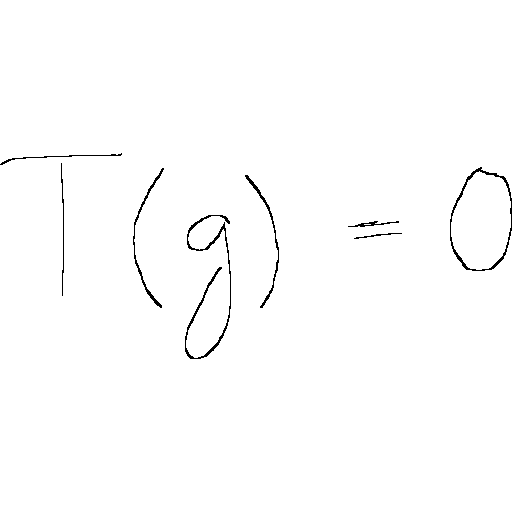 T(g) = 0